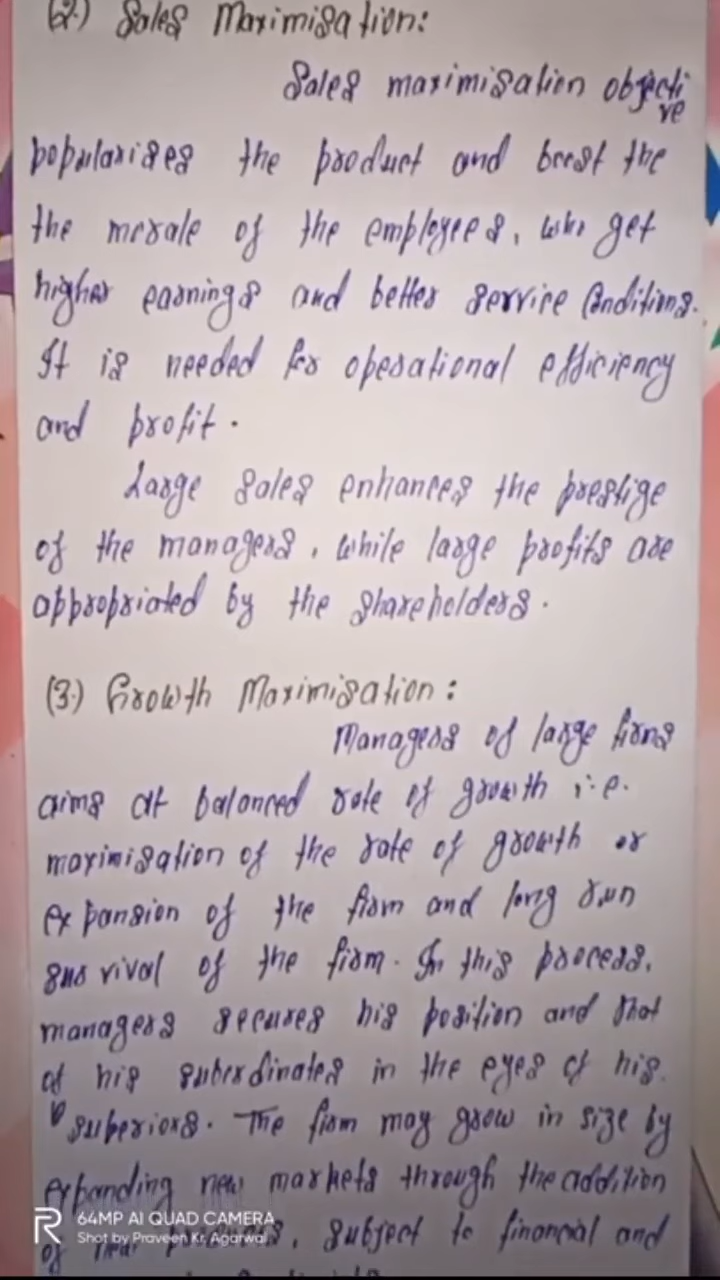 (2.) Sales Maximisation:
Sales maximisation objecti
ve
popularises the product and boost the
the morale of the employees, who get
higher earnings and better service Conditions.
It is needed for operational efficiency
and profit.
Large sales enhances the prestige
of the managers, while large profits are
appropriated by the shareholders.
(3.) Growth Maximisation:
Managers of large firms
aims at balanced rate of growth i.e.
maximisation of the rate of growth or
expansion of the firm and long run
survival of the firm. In this process,
managers secures his position and that
of his subordinates in the eyes of his
superiors. The firm may grow in size by
expanding new markets through the addition
of new, subject to financial and
64MP AI QUAD CAMERA
Shot by Praveen Kr. Agarwal